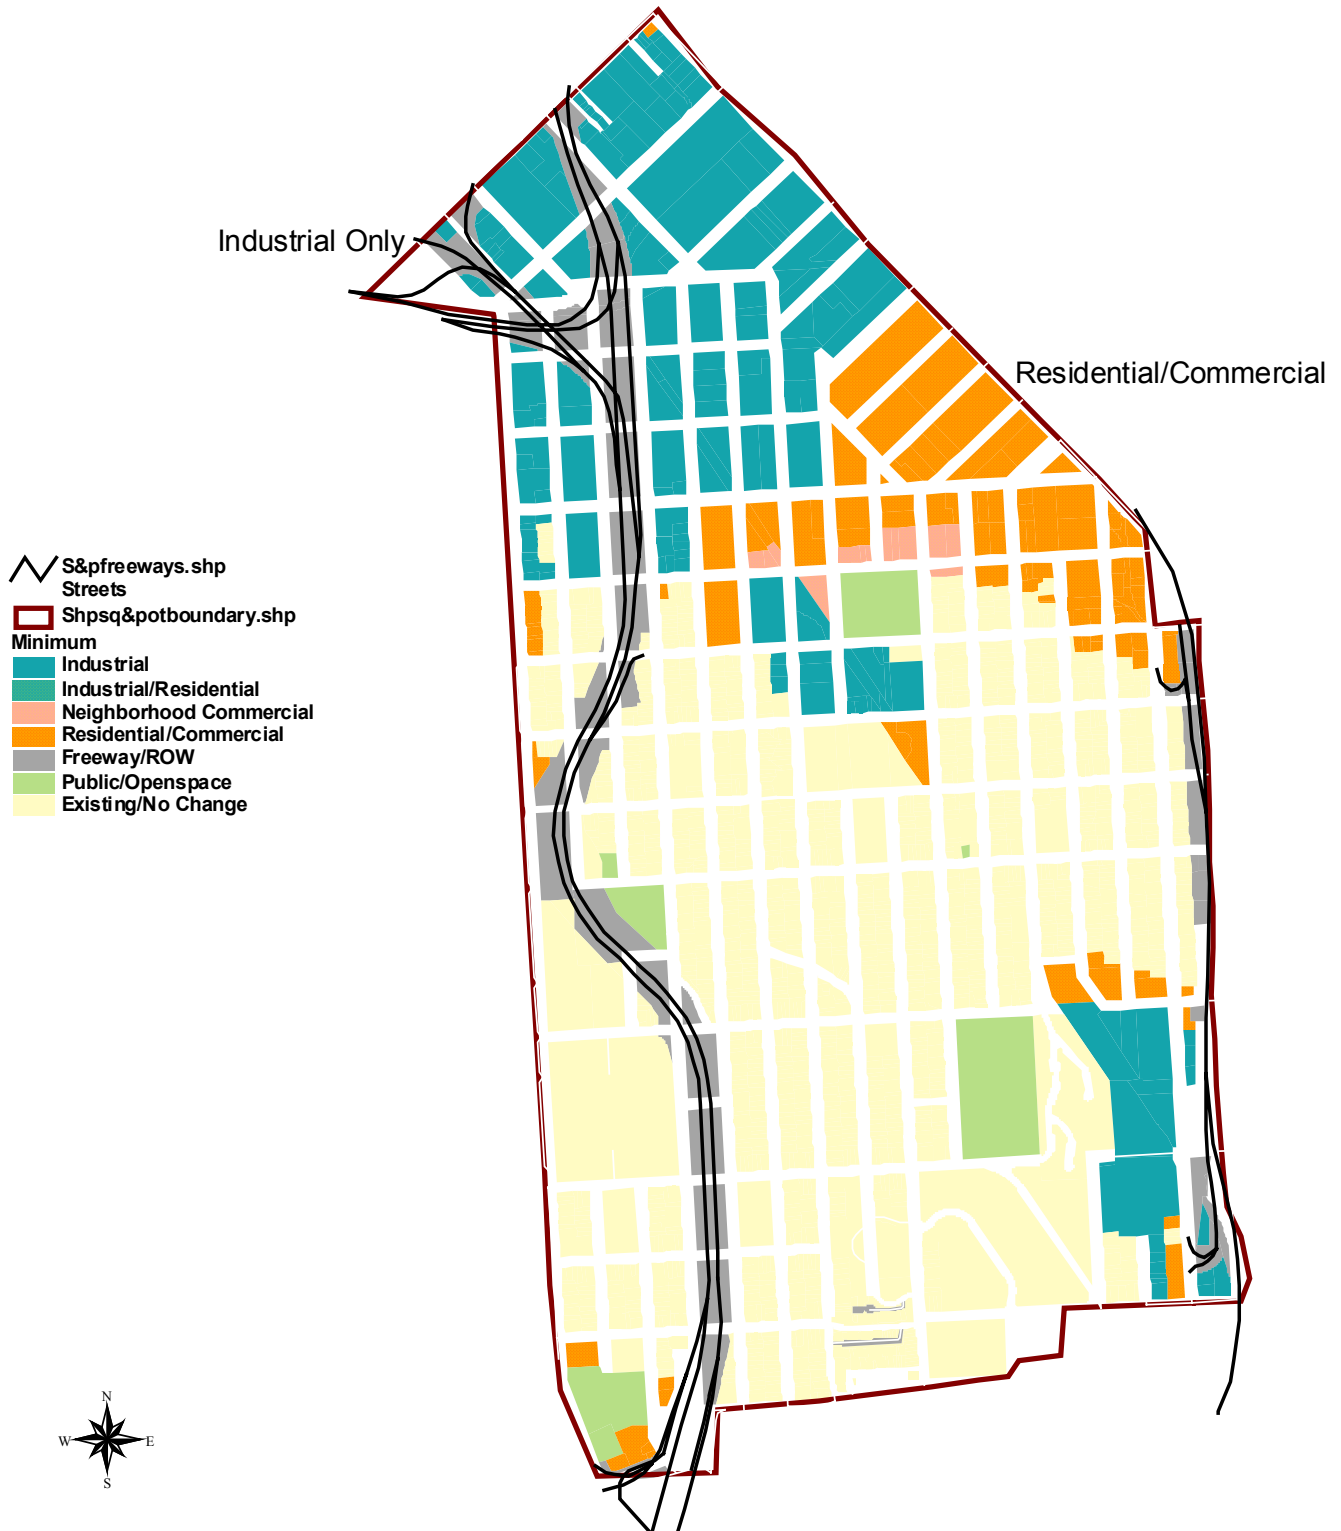 Industrial Only
Residential/Commercial
S&pfreeways.shp
Streets
Shpsq&potboundary.shp
Minimum
Industrial
Industrial/Residential
Neighborhood Commercial
Residential/Commercial
Freeway/ROW
Public/Openspace
Existing/No Change
N
W E
S